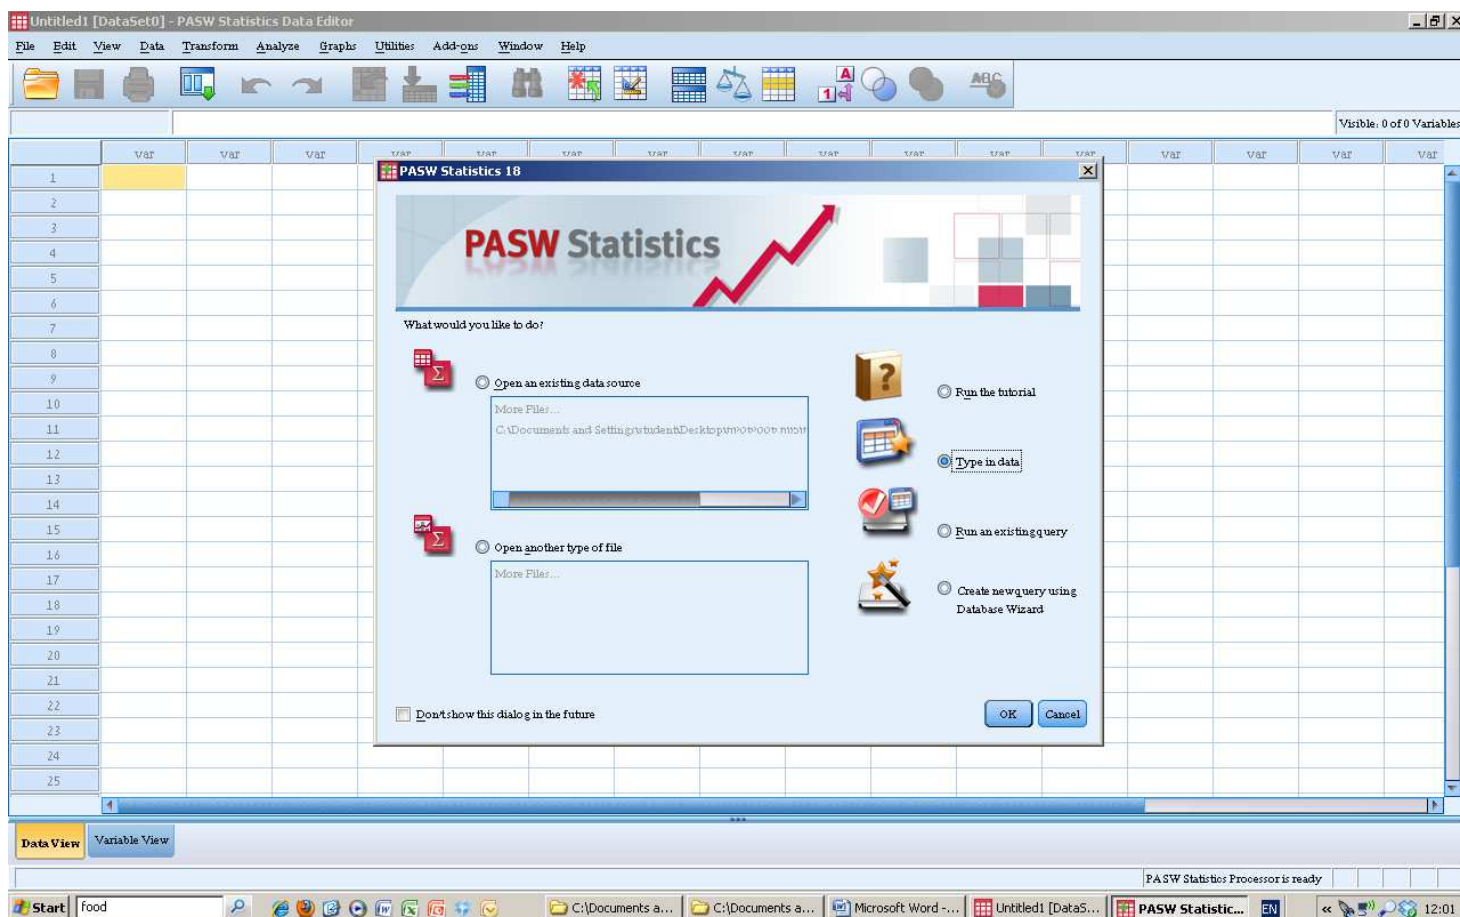 Untitled1 [DataSet0] - PASW Statistics Data Editor
File Edit View Data Transform Analyze Graphs Utilities Add-ons Window Help
A
1
ABC
Visible: 0 of 0 Variables
var var var var var var var var var var var var var var var var
PASW Statistics 18
1
2
3
4
5
6
7
8
9
10
11
12
13
14
15
16
17
18
19
20
21
22
23
24
25
PASW Statistics
What would you like to do?
Σ
Open an existing data source
More Files...
C:\Documents and Settings\student\Desktop\
Σ
Open another type of file
More Files...
?
Run the tutorial
Type in data
Run an existing query
Create new query using
Database Wizard
Don't show this dialog in the future
OK Cancel
Data View Variable View
PASW Statistics Processor is ready
Start food C:\Documents a... C:\Documents a... Microsoft Word -... Untitled1 [DataS... PASW Statistic... EN « 12:01